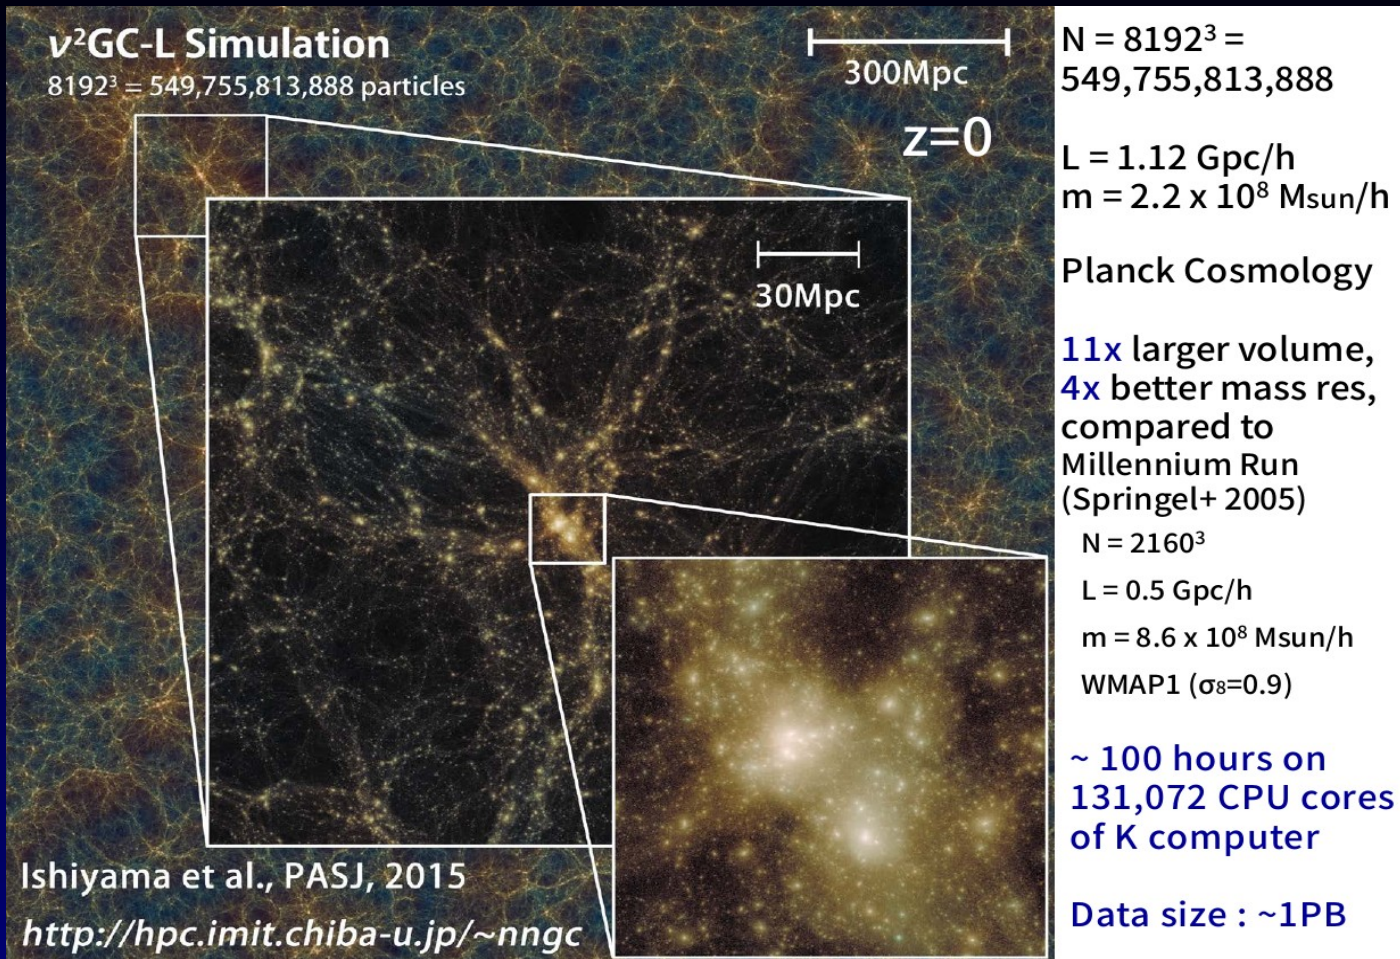 ν²GC-L Simulation
8192³ = 549,755,813,888 particles
300Mpc
z=0
30Mpc
Ishiyama et al., PASJ, 2015
http://hpc.imit.chiba-u.jp/~nngc
N = 8192³ =
549,755,813,888
L = 1.12 Gpc/h
m = 2.2 x 10⁸ Msun/h
Planck Cosmology
11x larger volume,
4x better mass res,
compared to
Millennium Run
(Springel+ 2005)
N = 2160³
L = 0.5 Gpc/h
m = 8.6 x 10⁸ Msun/h
WMAP1 (σ₈=0.9)
~ 100 hours on
131,072 CPU cores
of K computer
Data size : ~1PB